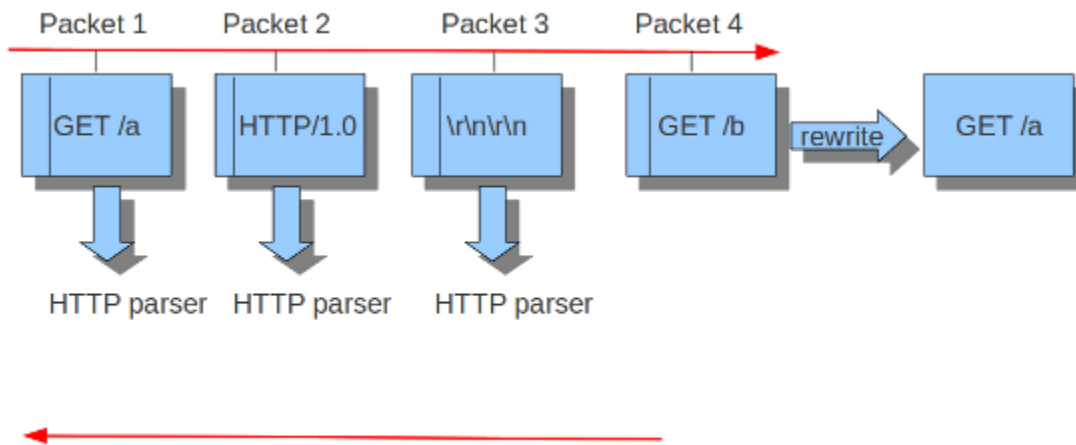 Packet 1
Packet 2
Packet 3
Packet 4
GET /a
HTTP/1.0
\r\n\r\n
GET /b
rewrite
GET /a
HTTP parser
HTTP parser
HTTP parser